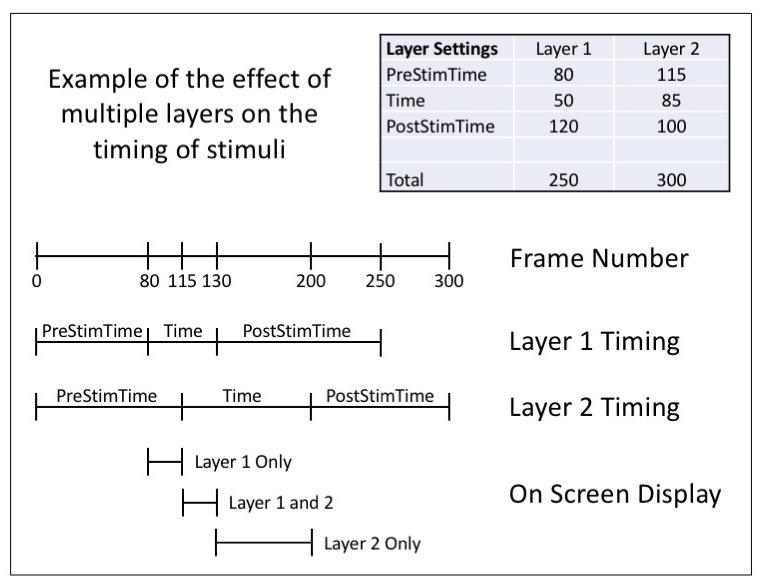 Example of the effect of
multiple layers on the
timing of stimuli
Layer Settings Layer 1 Layer 2
PreStimTime 80 115
Time 50 85
PostStimTime 120 100
Total 250 300
0 80 115 130 200 250 300
Frame Number
PreStimTime Time PostStimTime
Layer 1 Timing
PreStimTime Time PostStimTime
Layer 2 Timing
Layer 1 Only
Layer 1 and 2
On Screen Display
Layer 2 Only